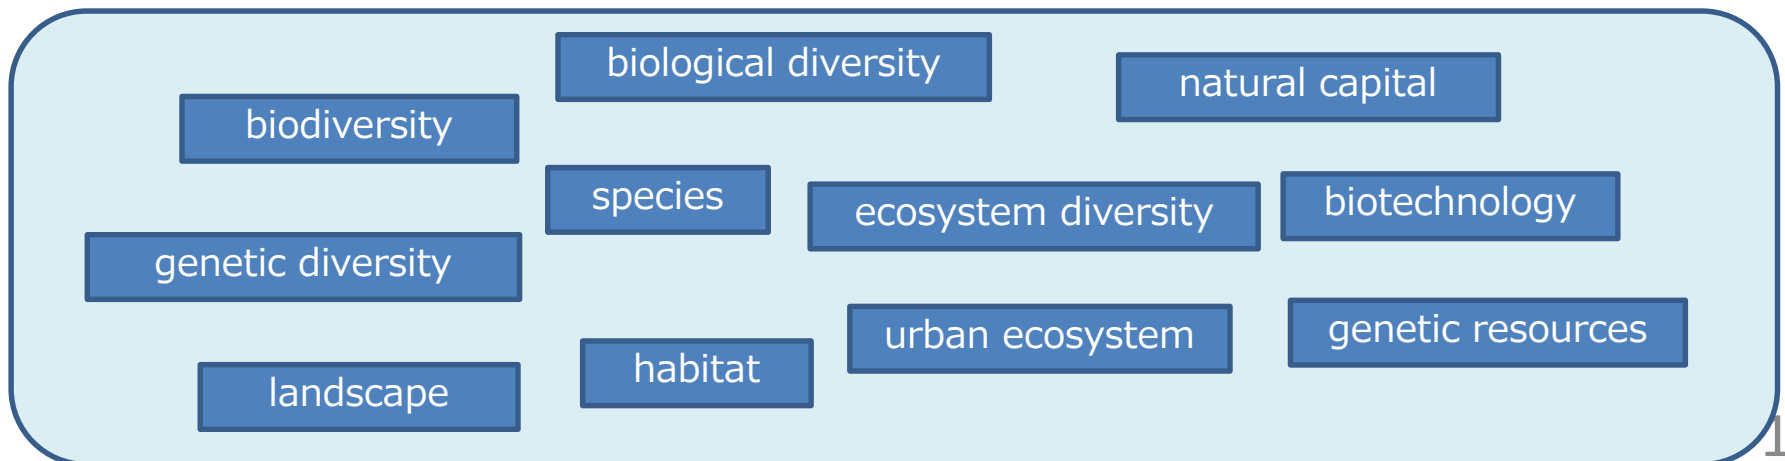 biological diversity
natural capital
biodiversity
species
ecosystem diversity
biotechnology
genetic diversity
urban ecosystem
genetic resources
habitat
landscape